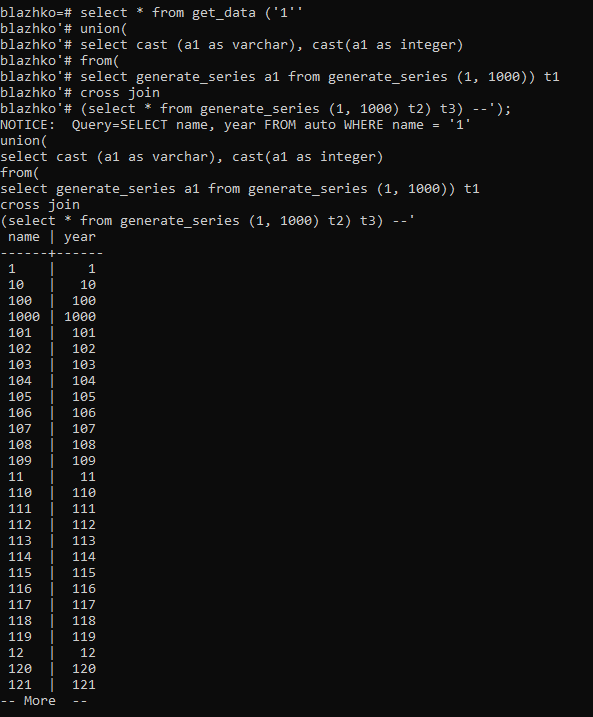 blazhko=# select * from get_data ('1''
blazhko'# union(
blazhko'# select cast (a1 as varchar), cast(a1 as integer)
blazhko'# from(
blazhko'# select generate_series a1 from generate_series (1, 1000)) t1
blazhko'# cross join
blazhko'# (select * from generate_series (1, 1000) t2) t3) --');
NOTICE:  Query=SELECT name, year FROM auto WHERE name = '1'
union(
select cast (a1 as varchar), cast(a1 as integer)
from(
select generate_series a1 from generate_series (1, 1000)) t1
cross join
(select * from generate_series (1, 1000) t2) t3) --'
 name | year
------+------
 1    |    1
 10   |   10
 100  |  100
 1000 | 1000
 101  |  101
 102  |  102
 103  |  103
 104  |  104
 105  |  105
 106  |  106
 107  |  107
 108  |  108
 109  |  109
 11   |   11
 110  |  110
 111  |  111
 112  |  112
 113  |  113
 114  |  114
 115  |  115
 116  |  116
 117  |  117
 118  |  118
 119  |  119
 12   |   12
 120  |  120
 121  |  121
-- More  --